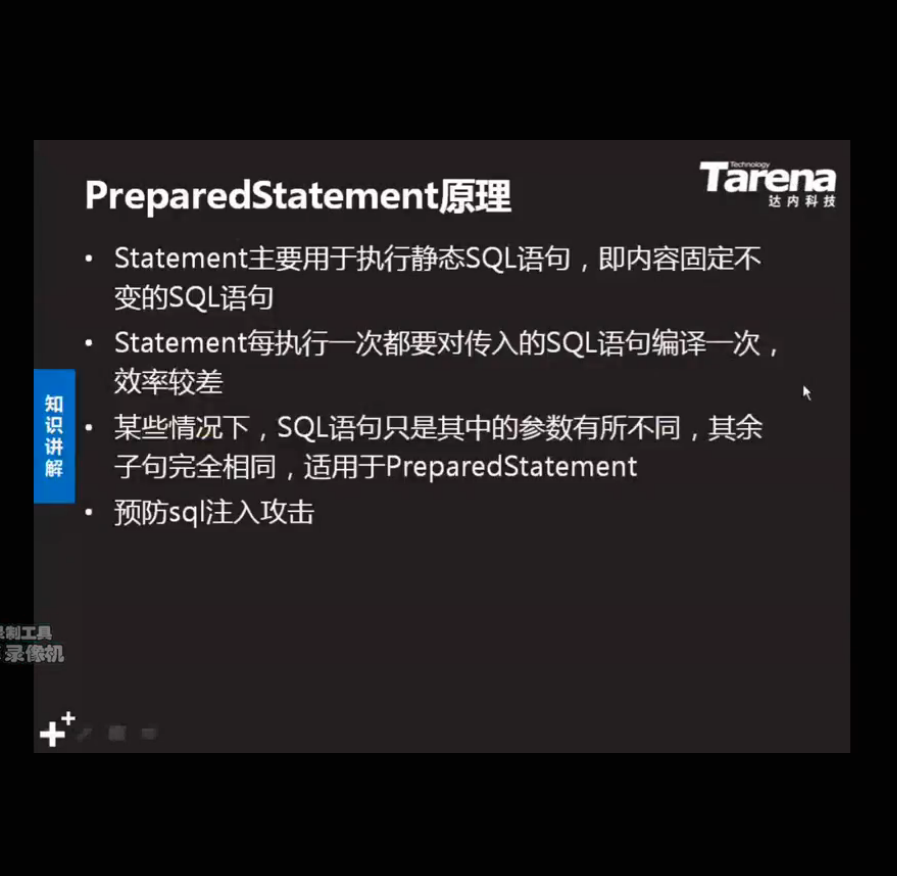 PreparedStatement原理
Technology
Tarena
达内科技
• Statement主要用于执行静态SQL语句，即内容固定不
变的SQL语句
• Statement每执行一次都要对传入的SQL语句编译一次，
效率较差
• 某些情况下，SQL语句只是其中的参数有所不同，其余
子句完全相同，适用于PreparedStatement
• 预防sql注入攻击
知识讲解
制工具
录像机